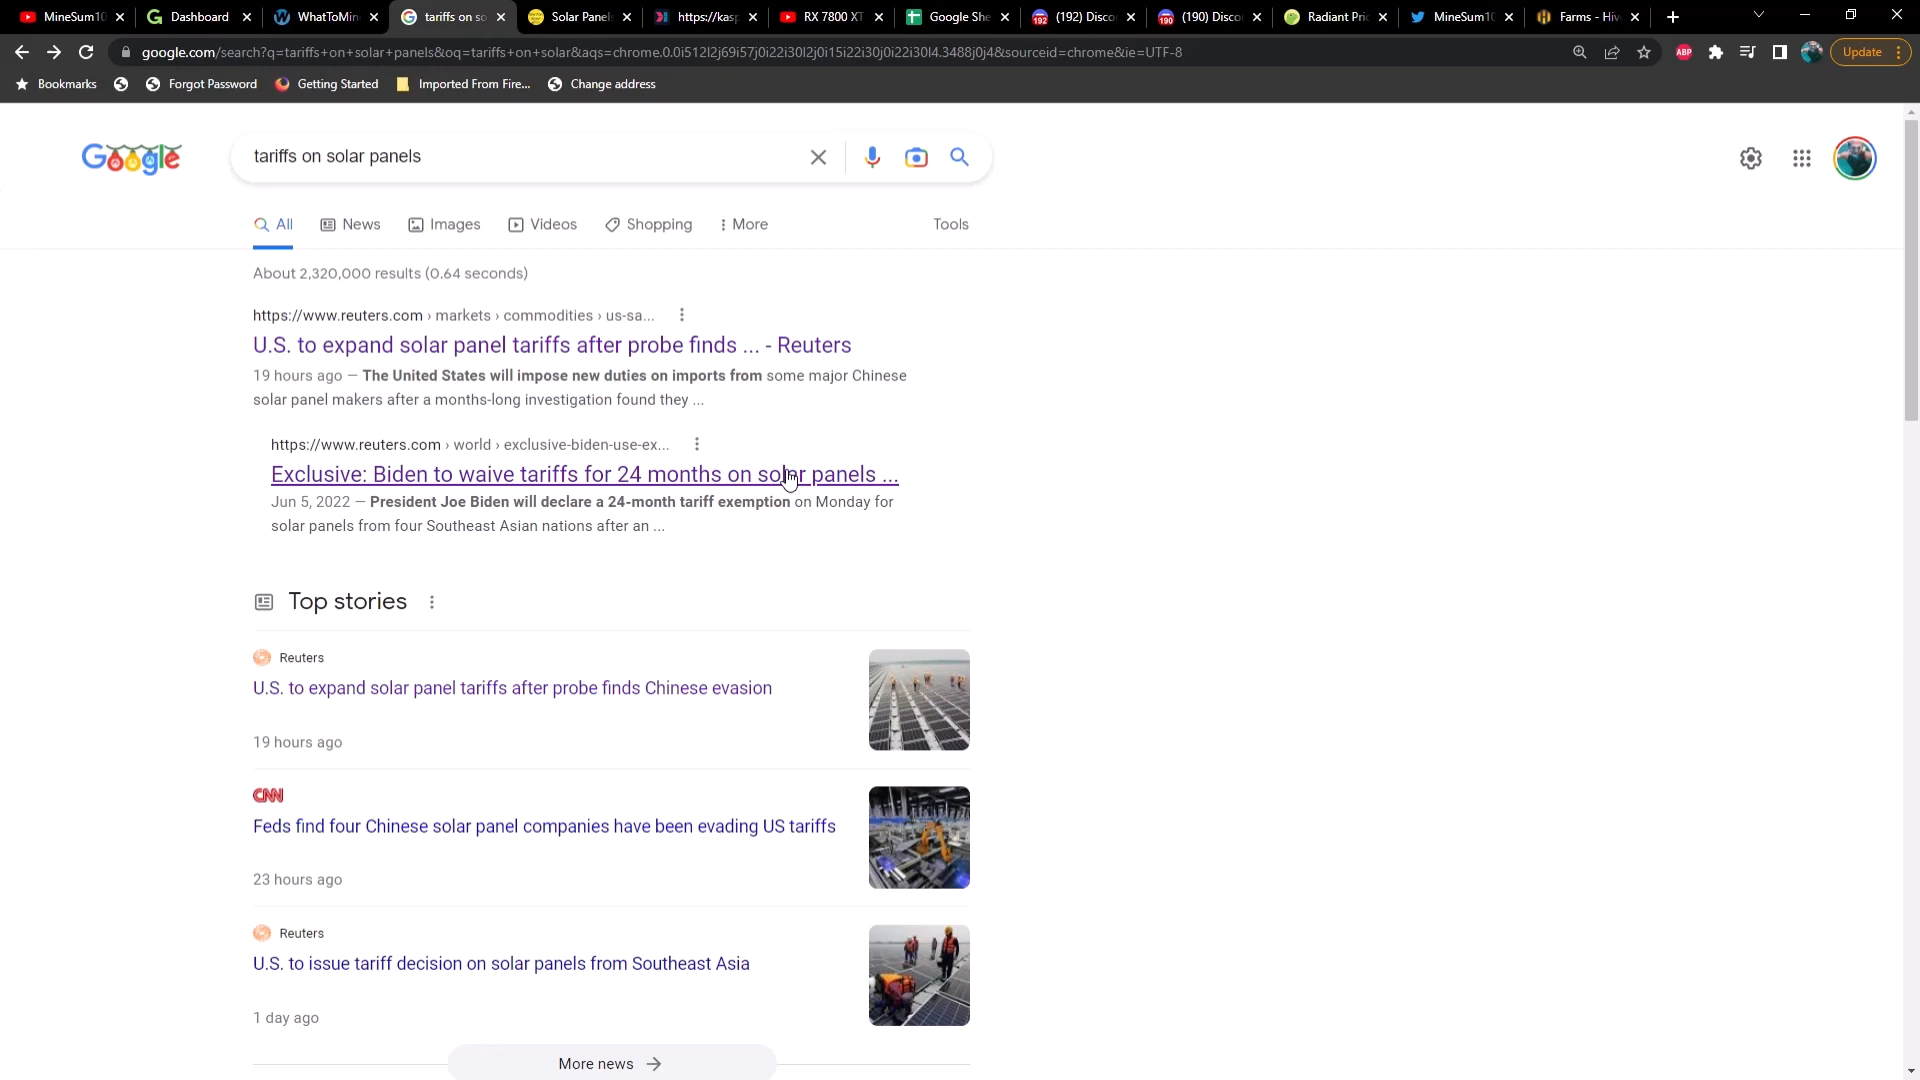 MineSum10
Dashboard
WhatToMin
tariffs on so
Solar Panel
https://kasp
RX 7800 XT
Google She
(192) Discor
(190) Discor
Radiant Pric
MineSum10
Farms - Hiv
google.com/search?q=tariffs+on+solar+panels&oq=tariffs+on+solar&aqs=chrome.0.0i512l2j69i57j0i22i30l2j0i15i22i30j0i22i30l4.3488j0j4&sourceid=chrome&ie=UTF-8
ABP
Update
Bookmarks
Forgot Password
Getting Started
Imported From Fire...
Change address
Google
tariffs on solar panels
All
News
Images
Videos
Shopping
More
Tools
About 2,320,000 results (0.64 seconds)
https://www.reuters.com › markets › commodities › us-sa...
U.S. to expand solar panel tariffs after probe finds ... - Reuters
19 hours ago — The United States will impose new duties on imports from some major Chinese
solar panel makers after a months-long investigation found they ...
https://www.reuters.com › world › exclusive-biden-use-ex...
Exclusive: Biden to waive tariffs for 24 months on solar panels ...
Jun 5, 2022 — President Joe Biden will declare a 24-month tariff exemption on Monday for
solar panels from four Southeast Asian nations after an ...
Top stories
Reuters
U.S. to expand solar panel tariffs after probe finds Chinese evasion
19 hours ago
CNN
Feds find four Chinese solar panel companies have been evading US tariffs
23 hours ago
Reuters
U.S. to issue tariff decision on solar panels from Southeast Asia
1 day ago
More news